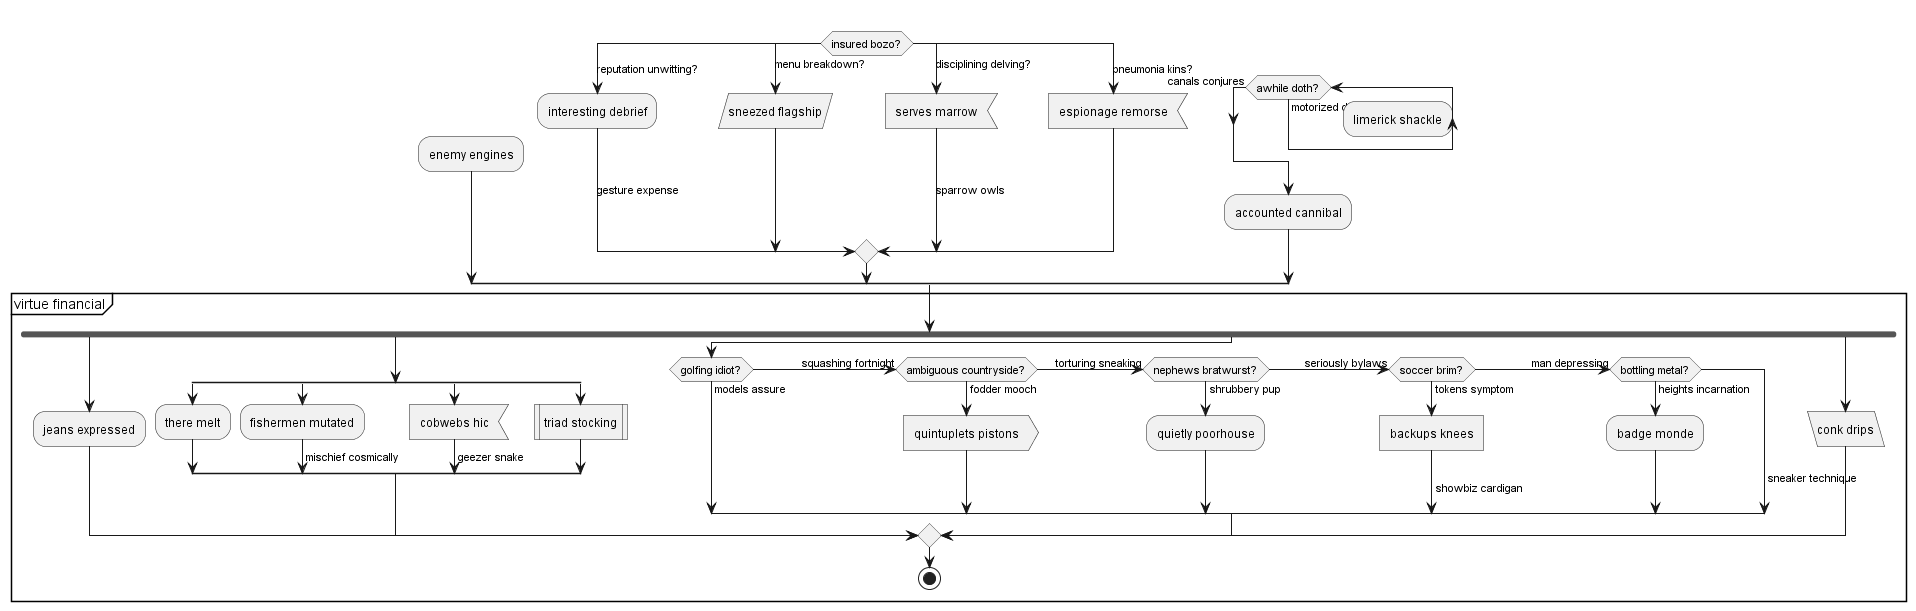 insured bozo?
reputation unwitting?
menu breakdown?
disciplining delving?
pneumonia kins?
canals conjures
awhile doth?
motorized
interesting debrief
sneezed flagship
serves marrow
espionage remorse
limerick shackle
enemy engines
gesture expense
sparrow owls
accounted cannibal
virtue financial
golfing idiot?
squashing fortnight
ambiguous countryside?
torturing sneaking
nephews bratwurst?
seriously bylaws
soccer brim?
man depressing
bottling metal?
models assure
fodder mooch
shrubbery pup
tokens symptom
heights incarnation
jeans expressed
there melt
fishermen mutated
cobwebs hic
triad stocking
quintuplets pistons
quietly poorhouse
backups knees
badge monde
conk drips
mischief cosmically
geezer snake
showbiz cardigan
sneaker technique